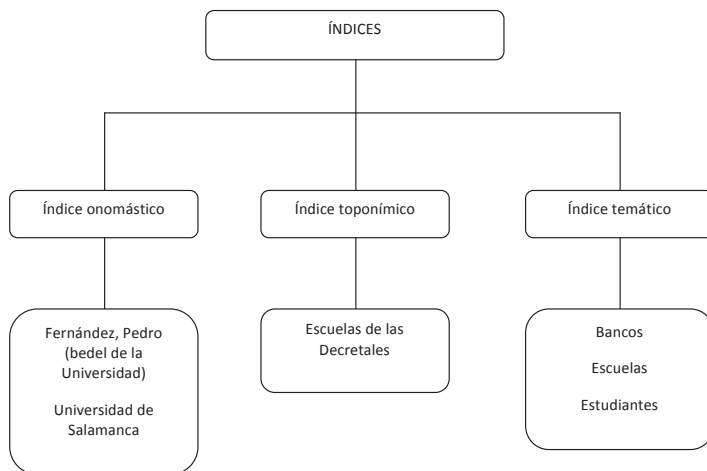 ÍNDICES
Índice onomástico
Índice toponímico
Índice temático
Fernández, Pedro
(bedel de la
Universidad)
Universidad de
Salamanca
Escuelas de las
Decretales
Bancos
Escuelas
Estudiantes